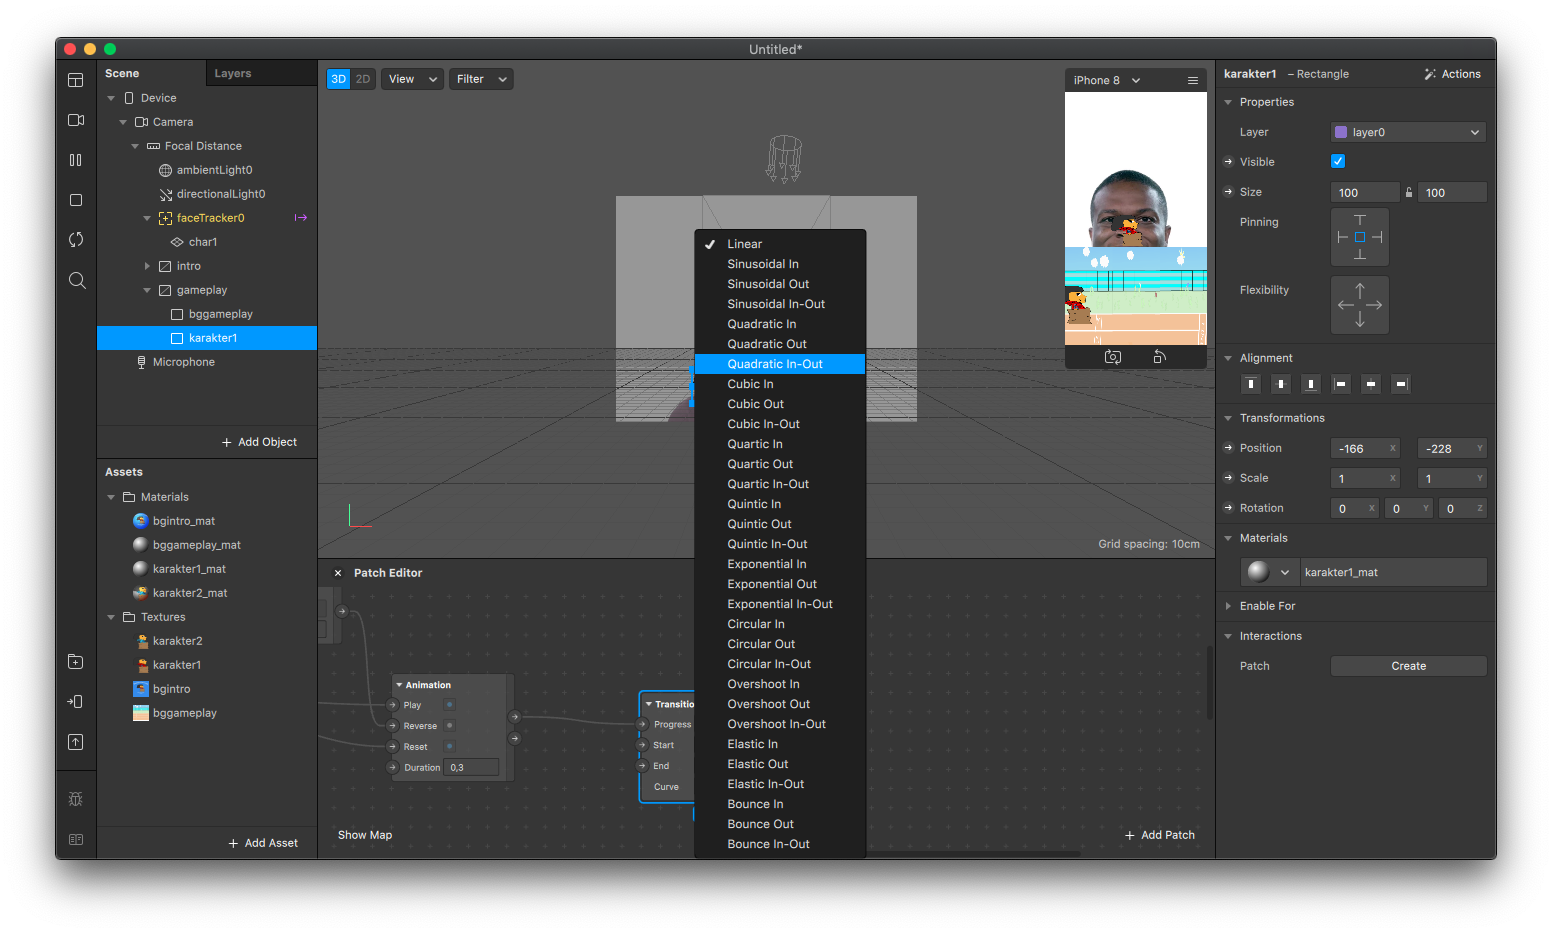 Untitled*
Scene
Layers
Device
Camera
Focal Distance
ambientLight0
directionalLight0
faceTracker0
char1
intro
gameplay
bggameplay
karakter1
Microphone
+ Add Object
Assets
Materials
bgintro_mat
bggameplay_mat
karakter1_mat
karakter2_mat
Textures
karakter2
karakter1
bgintro
bggameplay
+ Add Asset
3D 2D View Filter
iPhone 8
Grid spacing: 10cm
Patch Editor
Animation
Play
Reverse
Reset
Duration 0,3
Transitio
Progress
Start
End
Curve
Show Map
+ Add Patch
Linear
Sinusoidal In
Sinusoidal Out
Sinusoidal In-Out
Quadratic In
Quadratic Out
Quadratic In-Out
Cubic In
Cubic Out
Cubic In-Out
Quartic In
Quartic Out
Quartic In-Out
Quintic In
Quintic Out
Quintic In-Out
Exponential In
Exponential Out
Exponential In-Out
Circular In
Circular Out
Circular In-Out
Overshoot In
Overshoot Out
Overshoot In-Out
Elastic In
Elastic Out
Elastic In-Out
Bounce In
Bounce Out
Bounce In-Out
karakter1 – Rectangle Actions
Properties
Layer layer0
Visible
Size 100 100
Pinning
Flexibility
Alignment
Transformations
Position -166 X -228 Y
Scale 1 X 1 Y
Rotation 0 X 0 Y 0 Z
Materials
karakter1_mat
Enable For
Interactions
Patch Create